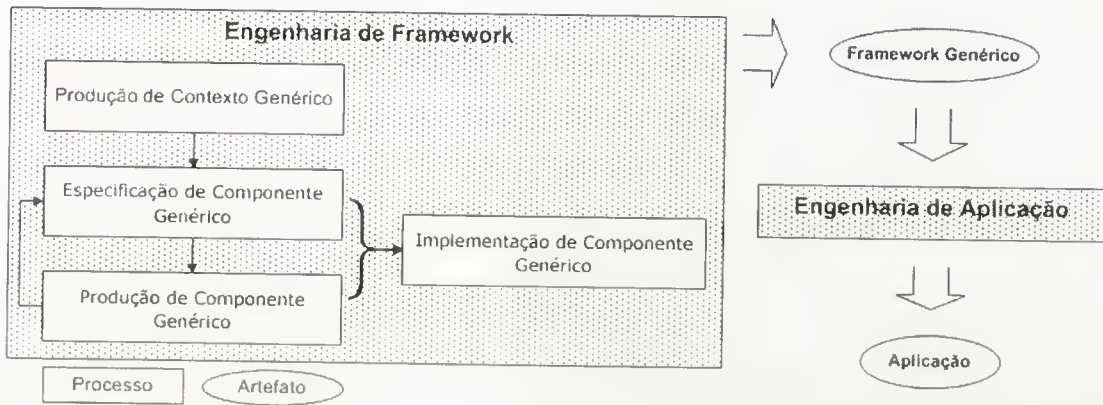 Engenharia de Framework
Produção de Contexto Genérico
Especificação de Componente
Genérico
Produção de Componente
Genérico
Implementação de Componente
Genérico
Framework Genérico
Engenharia de Aplicação
Aplicação
Processo
Artefato